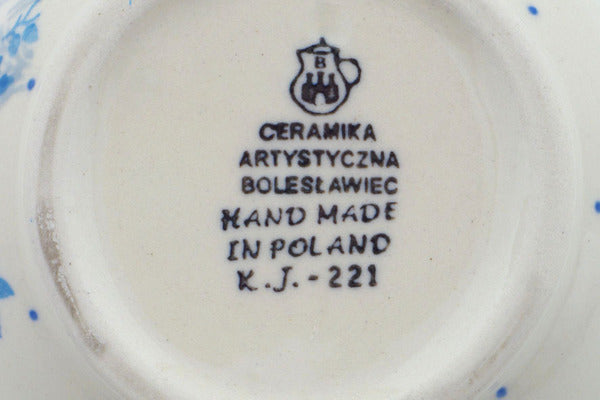 B
CERAMIKA
ARTYSTYCZNA
BOLESŁAWIEC
HAND MADE
IN POLAND
K.J.-221